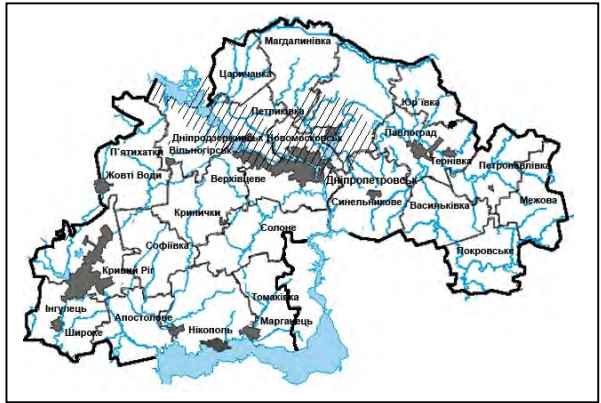 Магдалинівка
Царичанка
Юр ївка
Петриківка
Дніпродзержинськ
Новомосковськ
Павлоград
П'ятихатки
Вільногірськ
Тернівка
Петропавлівка
Жовті Води
Верхівцеве
Дніпропетровськ
Синельникове
Васильківка
Межова
Кринички
Софіївка
Солоне
Покровське
Кривий Ріг
Томаківка
Інгулець
Апостолове
Широке
Нікополь
Марганець